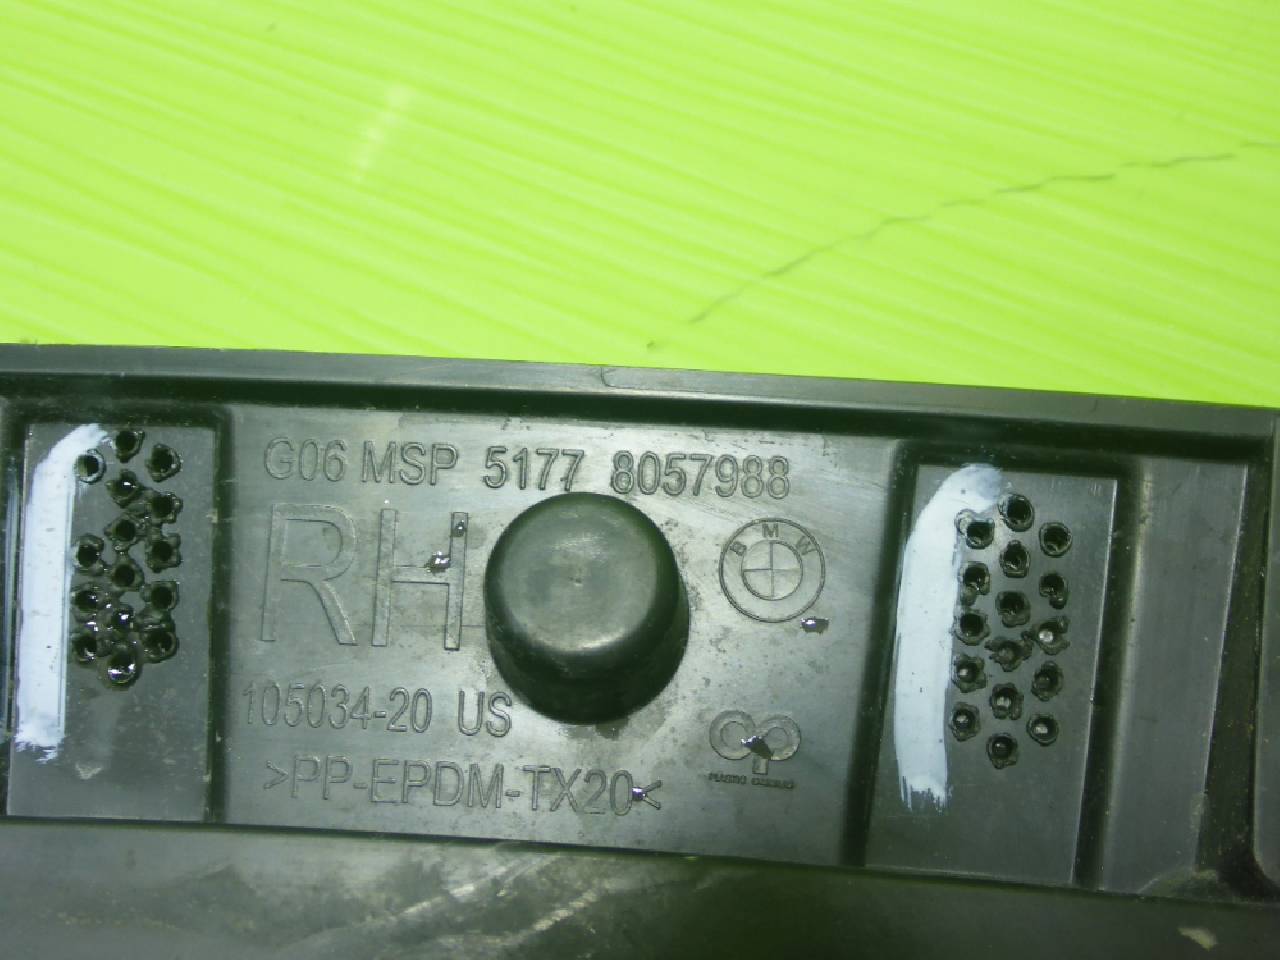 G06 MSP 5177 8057988
RH
BMW
105034-20 US
>PP-EPDM-TX20<